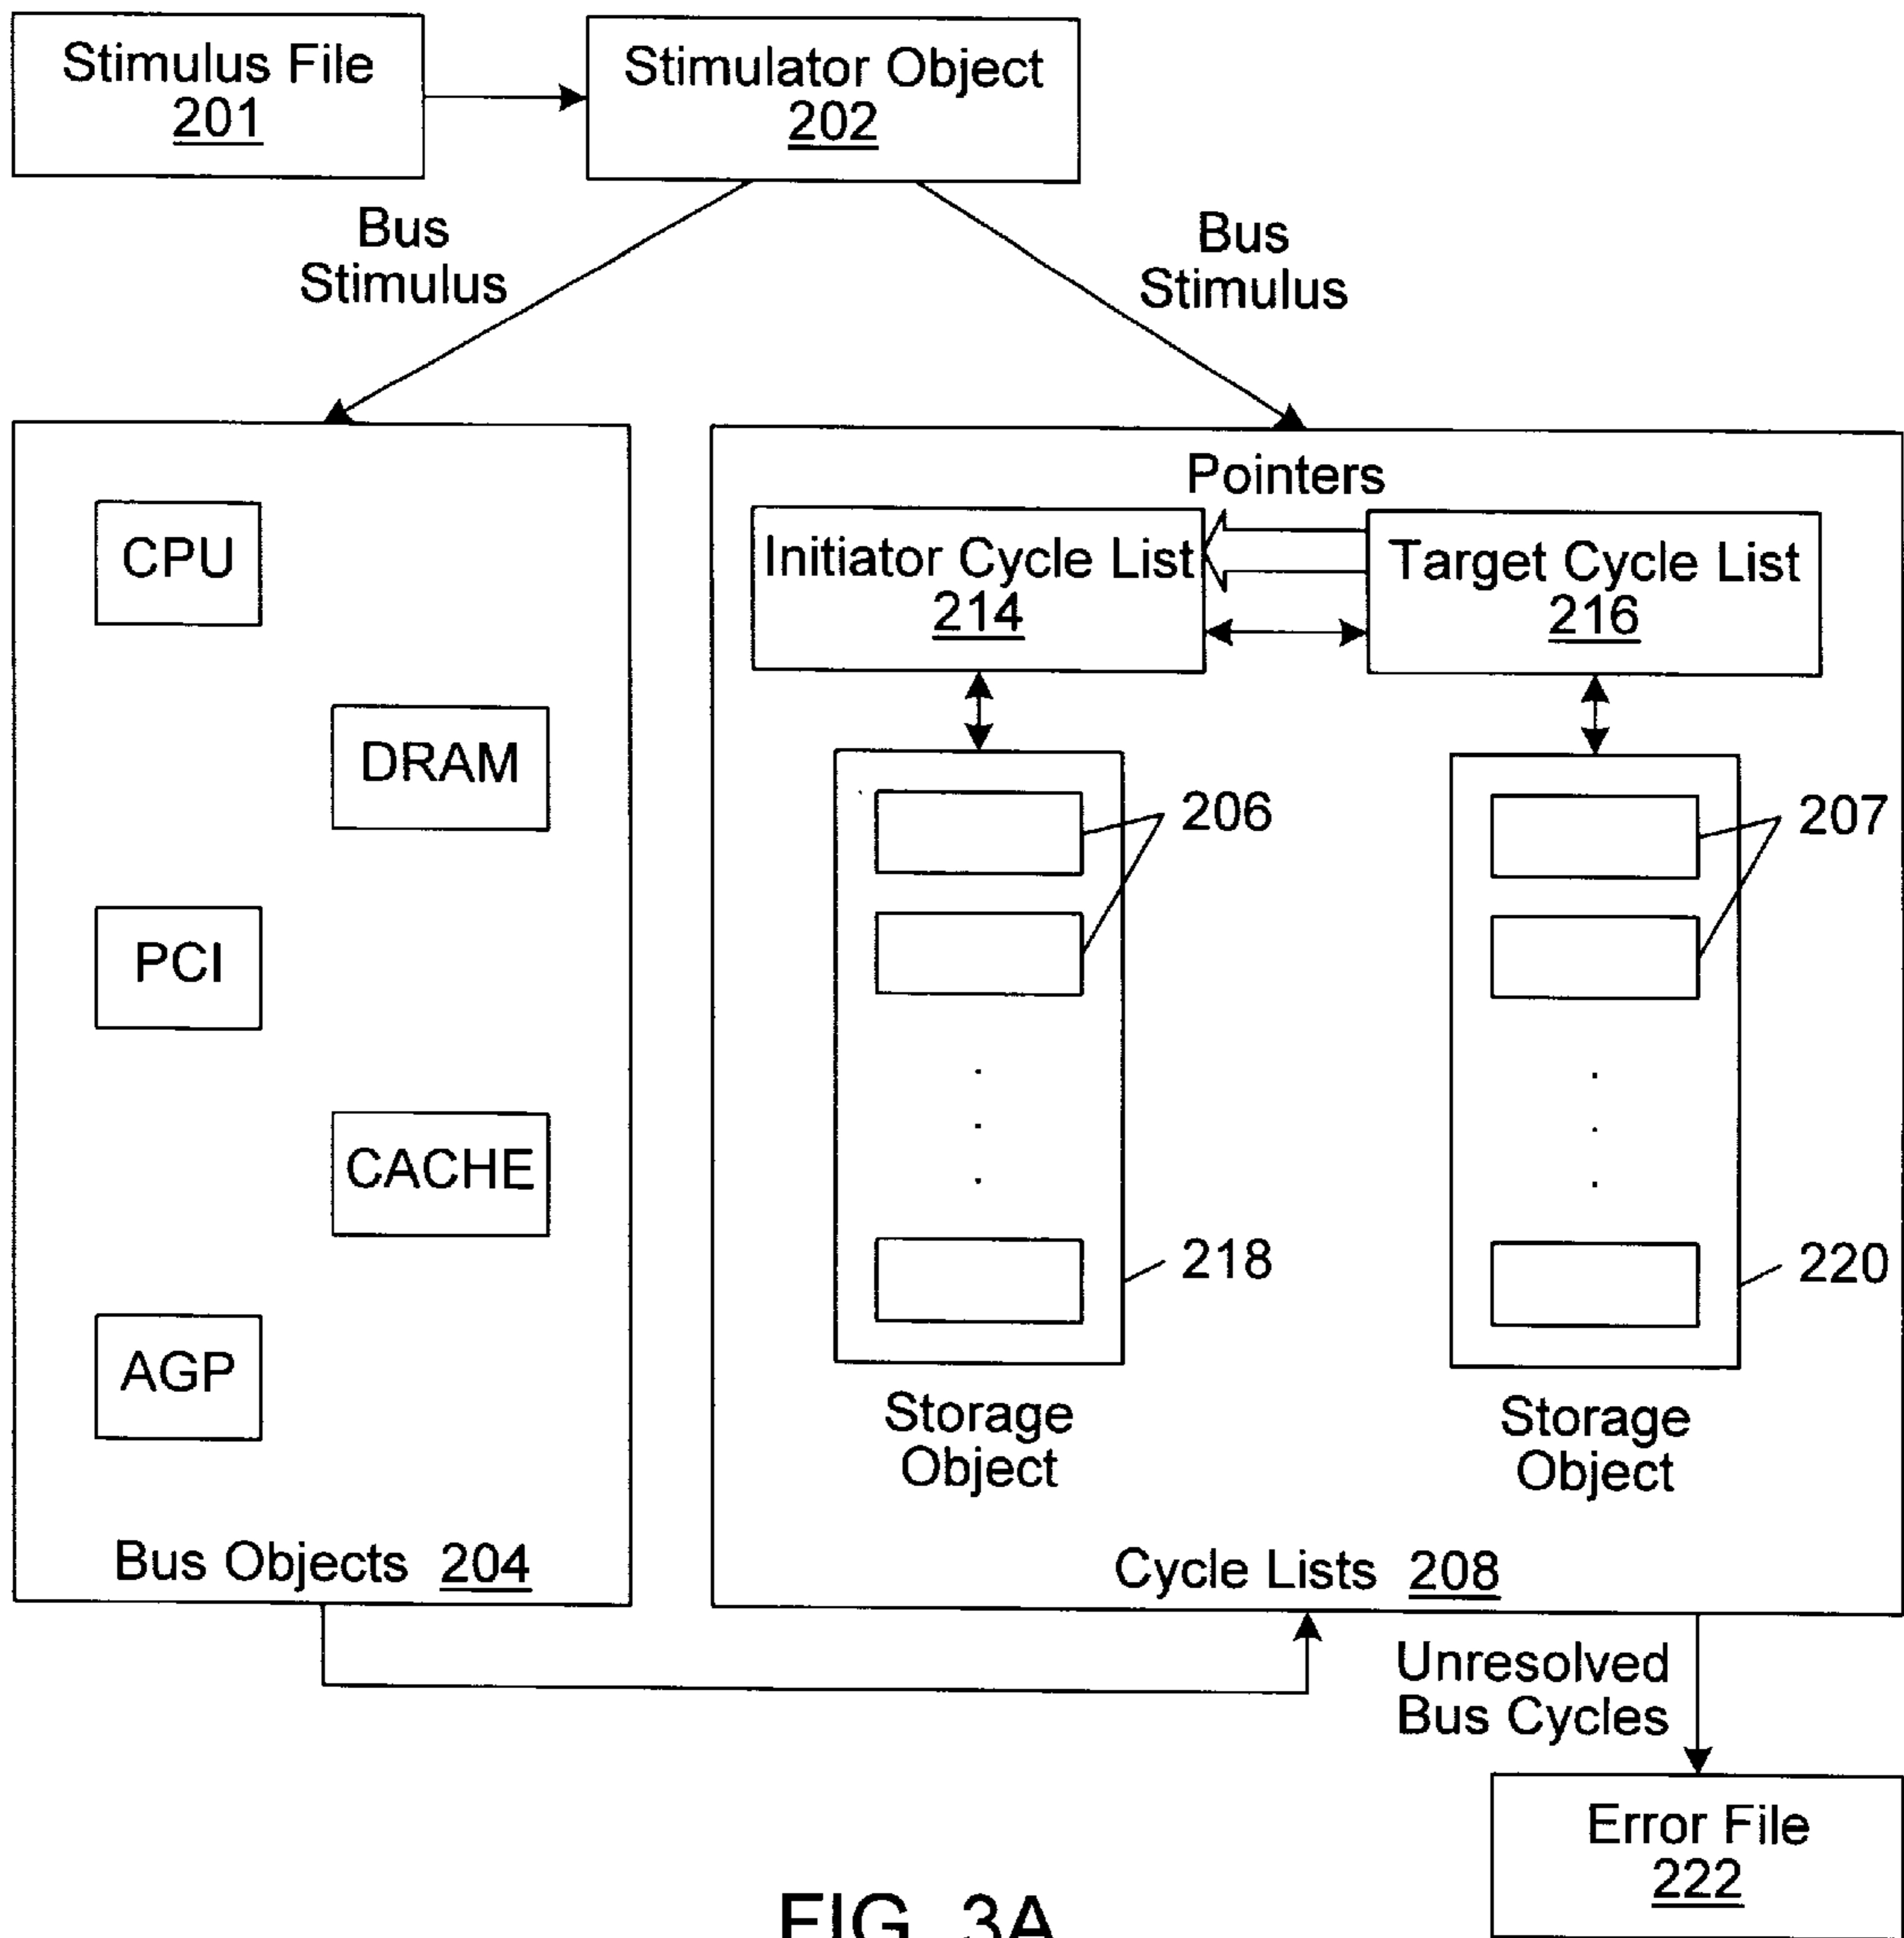 Stimulus File
201
Stimulator Object
202
Bus
Stimulus
Bus
Stimulus
CPU
DRAM
PCI
CACHE
AGP
Bus Objects 204
Pointers
Initiator Cycle List
214
Target Cycle List
216
206
207
218
220
Storage
Object
Storage
Object
Cycle Lists 208
Unresolved
Bus Cycles
Error File
222
FIG. 3A